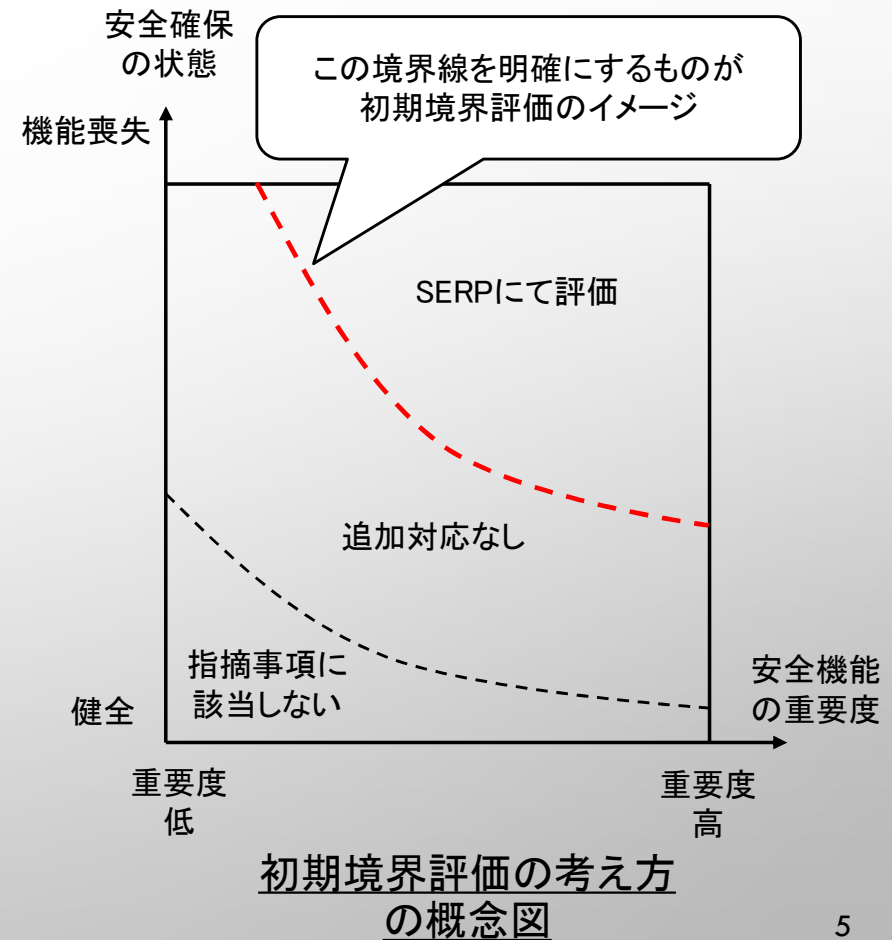 安全確保
の状態
この境界線を明確にするものが
初期境界評価のイメージ
機能喪失
SERPにて評価
追加対応なし
指摘事項に
該当しない
健全
安全機能
の重要度
重要度
低
重要度
高
初期境界評価の考え方
の概念図
5